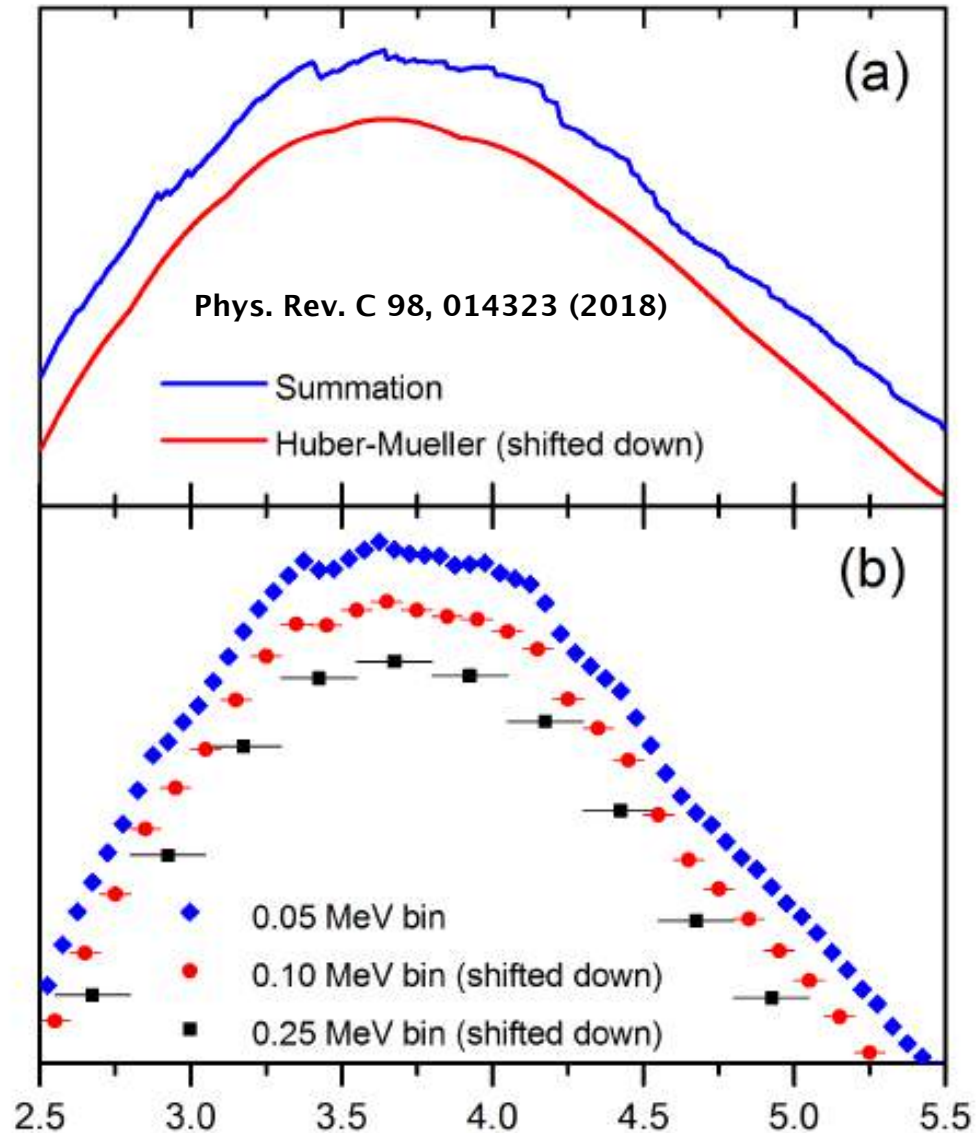 (a)
Phys. Rev. C 98, 014323 (2018)
Summation
Huber-Mueller (shifted down)
(b)
0.05 MeV bin
0.10 MeV bin (shifted down)
0.25 MeV bin (shifted down)
2.5 3.0 3.5 4.0 4.5 5.0 5.5